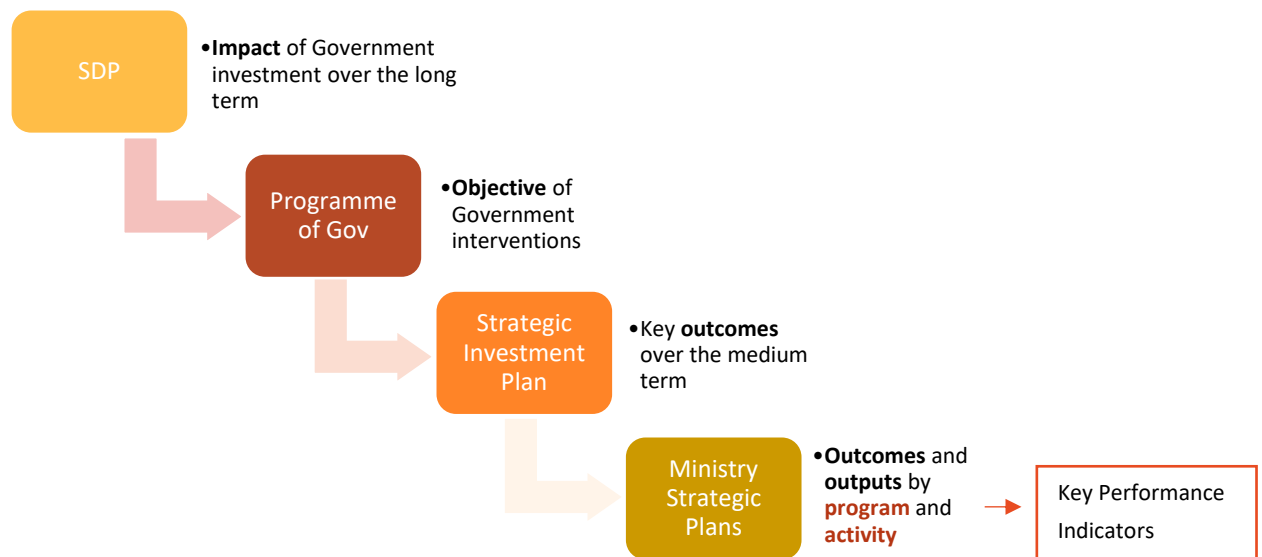 SDP
•Impact of Government
investment over the long
term
Programme
of Gov
•Objective of
Government
interventions
Strategic
Investment
Plan
•Key outcomes
over the medium
term
Ministry
Strategic
Plans
•Outcomes and
outputs by
program and
activity
Key Performance
Indicators